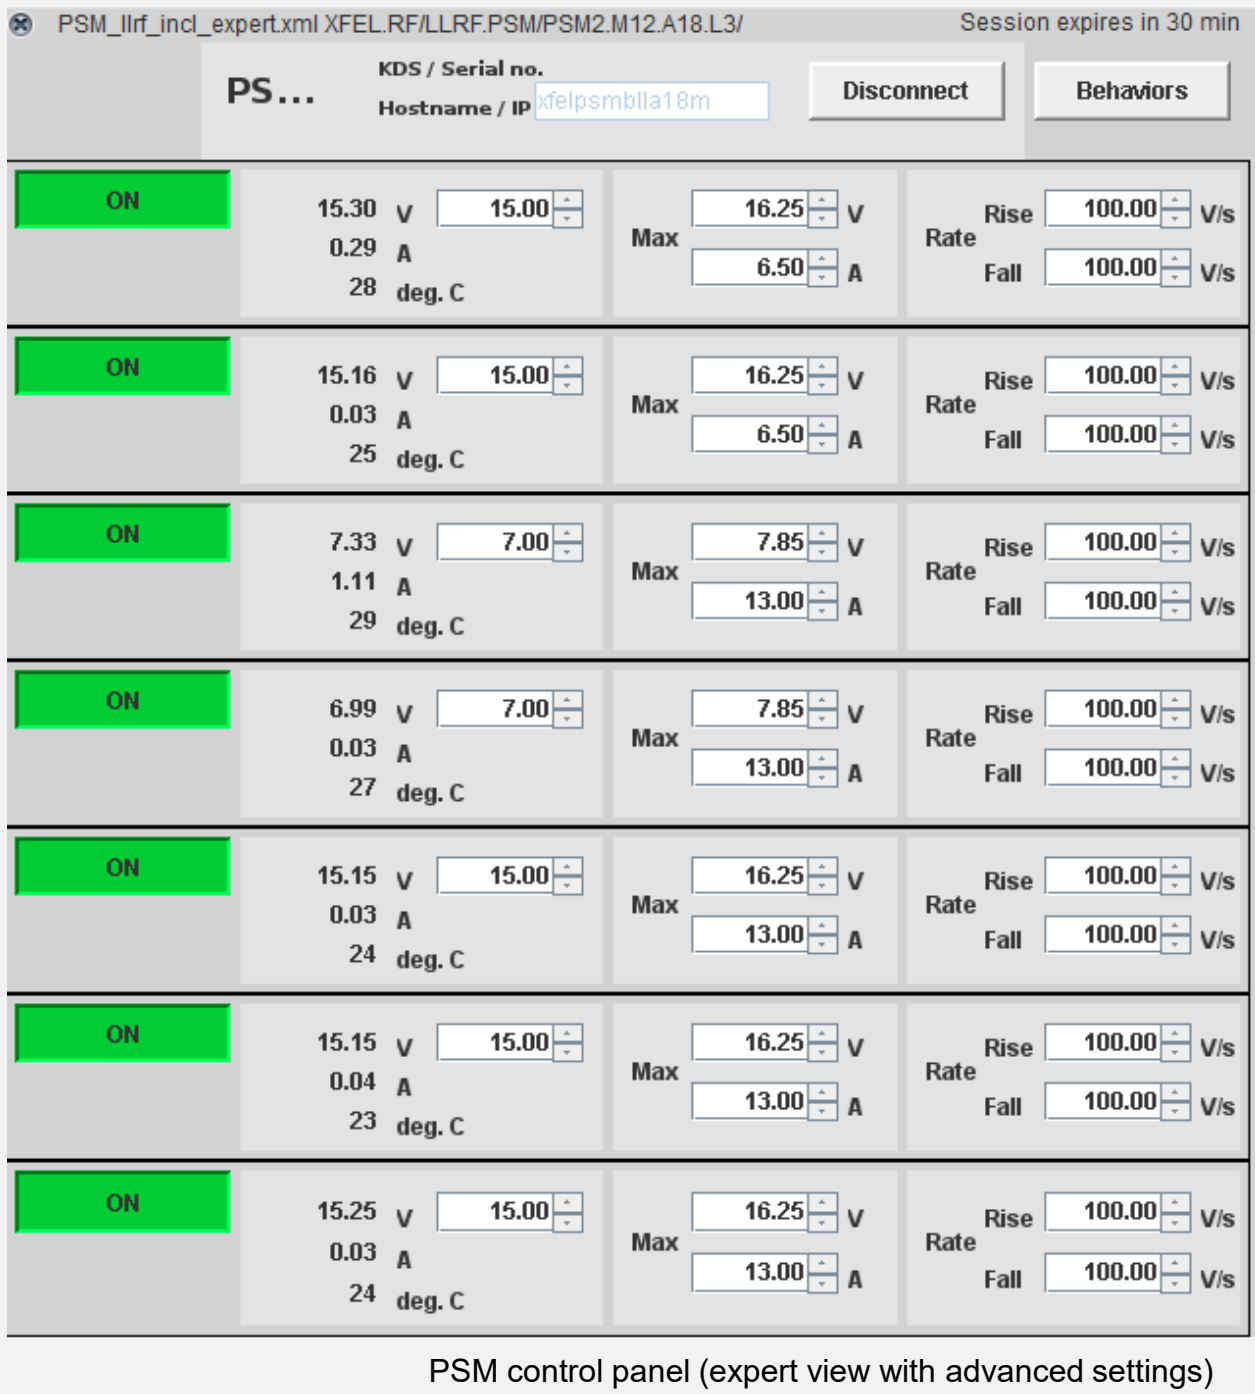 PSM_llrf_incl_expert.xml XFEL.RF/LLRF.PSM/PSM2.M12.A18.L3/ Session expires in 30 min
KDS / Serial no.
PS... Hostname / IP xfelpsmblla18m Disconnect Behaviors
ON
15.30 V 15.00
0.29 A
28 deg. C
Max
16.25 V
6.50 A
Rate
Rise 100.00 V/s
Fall 100.00 V/s
ON
15.16 V 15.00
0.03 A
25 deg. C
Max
16.25 V
6.50 A
Rate
Rise 100.00 V/s
Fall 100.00 V/s
ON
7.33 V 7.00
1.11 A
29 deg. C
Max
7.85 V
13.00 A
Rate
Rise 100.00 V/s
Fall 100.00 V/s
ON
6.99 V 7.00
0.03 A
27 deg. C
Max
7.85 V
13.00 A
Rate
Rise 100.00 V/s
Fall 100.00 V/s
ON
15.15 V 15.00
0.03 A
24 deg. C
Max
16.25 V
13.00 A
Rate
Rise 100.00 V/s
Fall 100.00 V/s
ON
15.15 V 15.00
0.04 A
23 deg. C
Max
16.25 V
13.00 A
Rate
Rise 100.00 V/s
Fall 100.00 V/s
ON
15.25 V 15.00
0.03 A
24 deg. C
Max
16.25 V
13.00 A
Rate
Rise 100.00 V/s
Fall 100.00 V/s
PSM control panel (expert view with advanced settings)